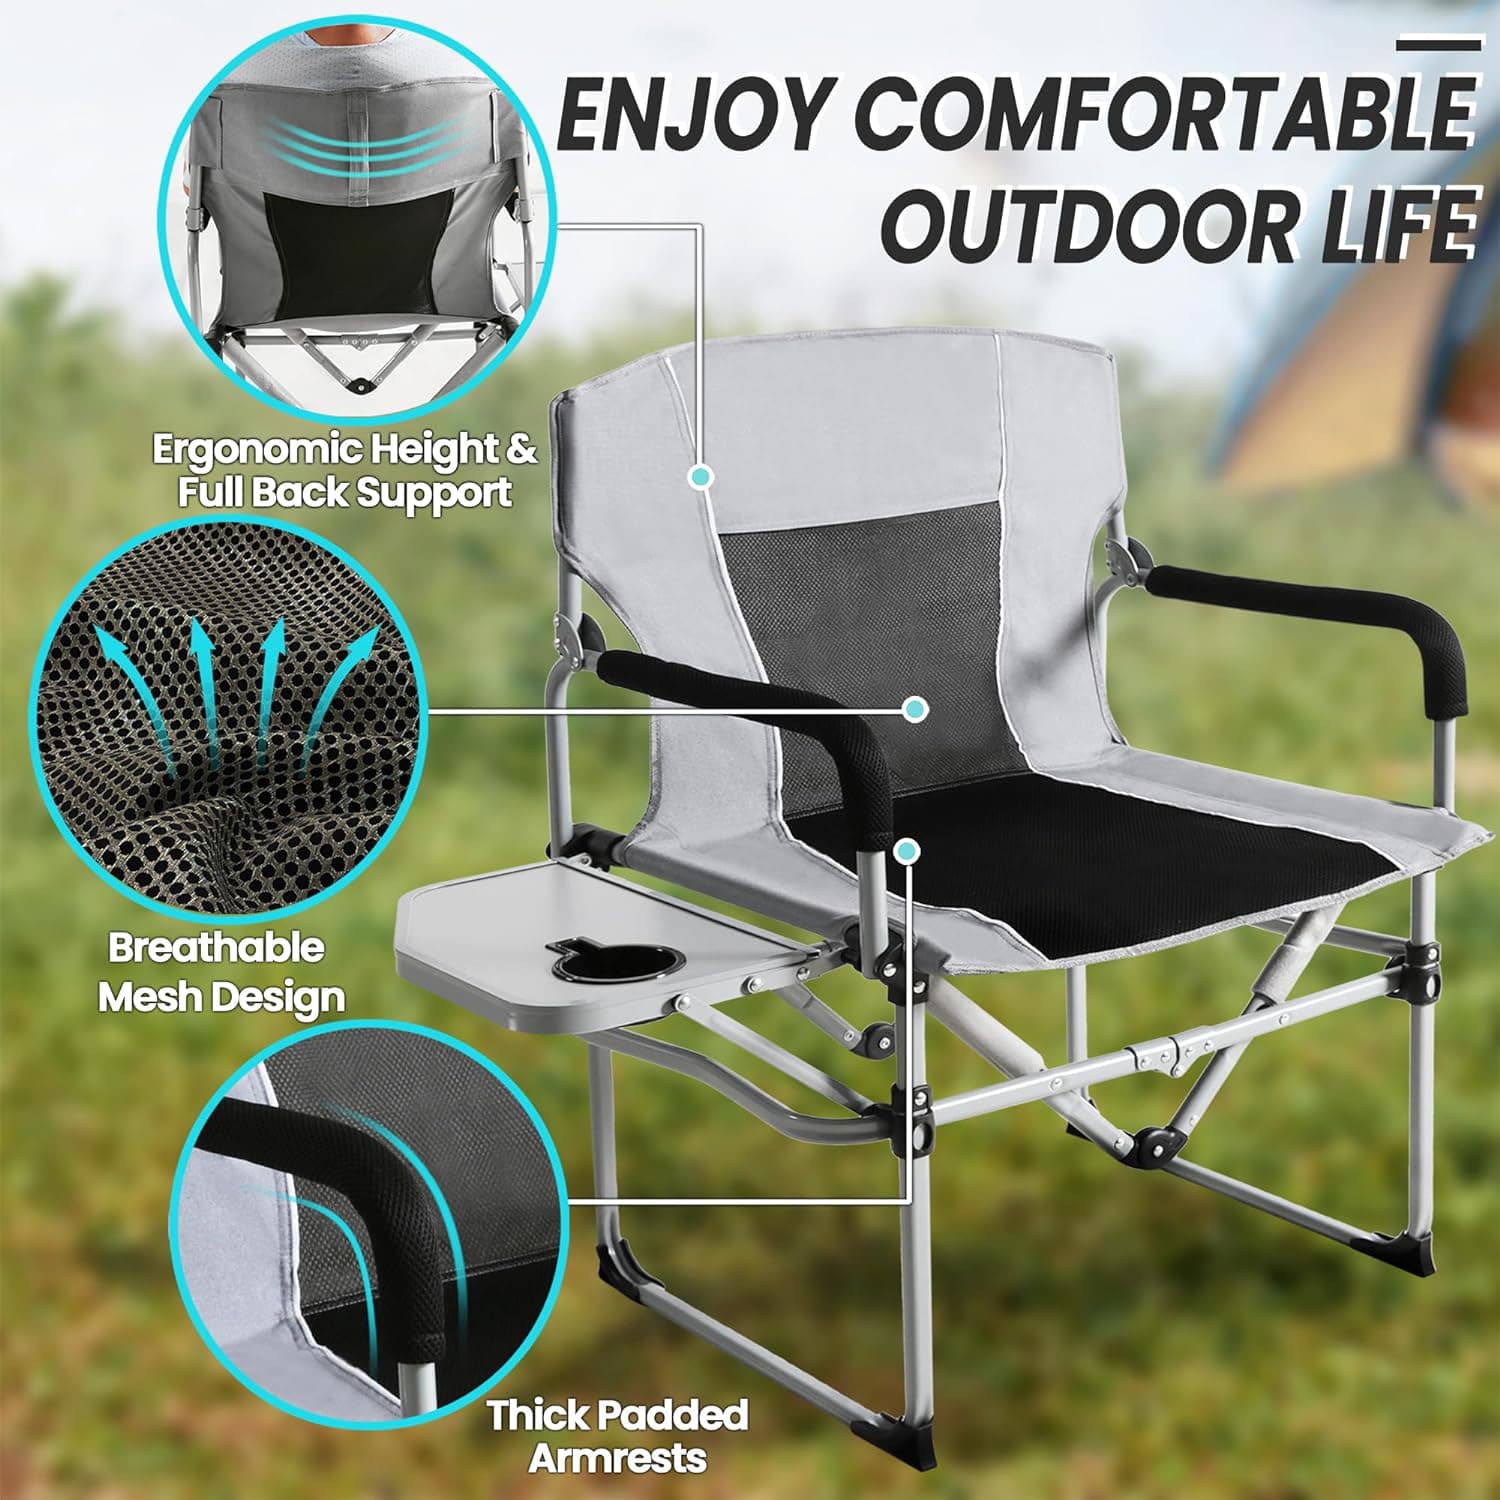 ENJOY COMFORTABLE
OUTDOOR LIFE
Ergonomic Height &
Full Back Support
Breathable
Mesh Design
Thick Padded
Armrests